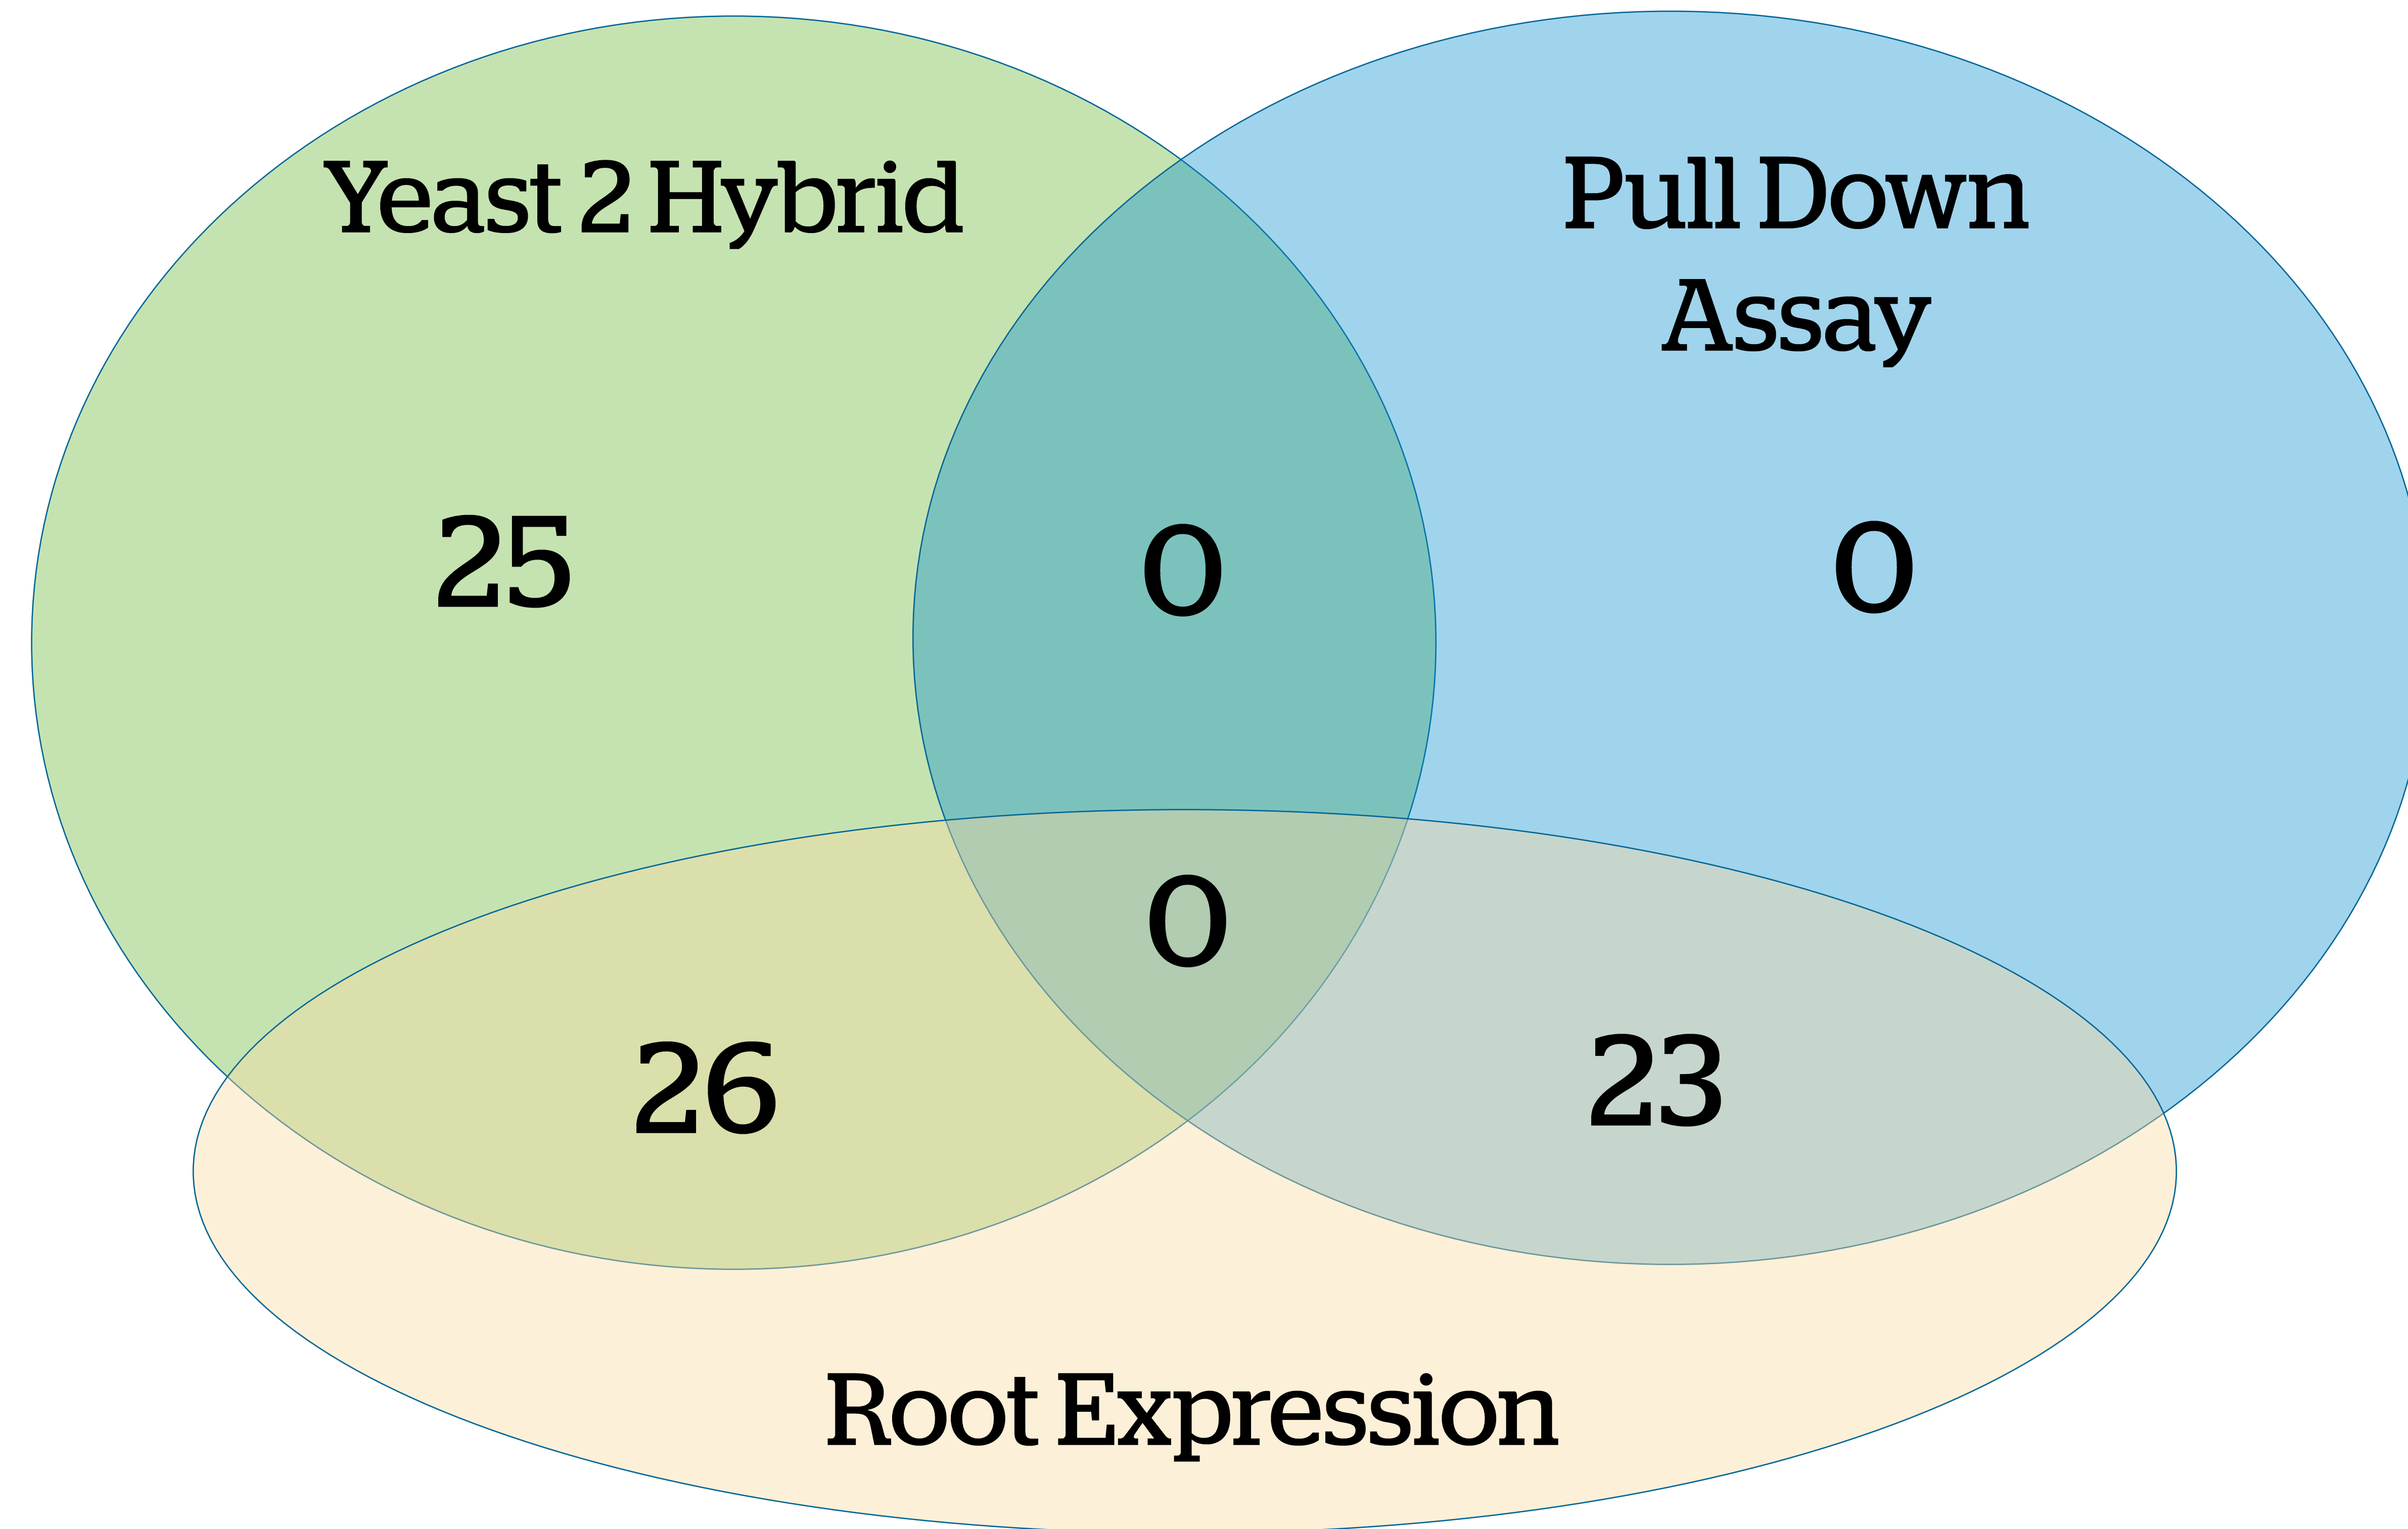 Yeast 2 Hybrid
Pull Down
Assay
25
0
0
0
26
23
Root Expression